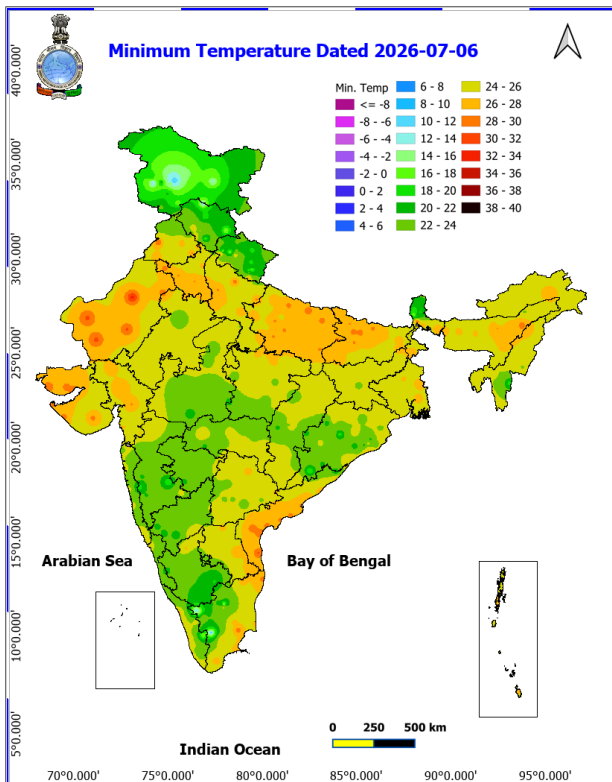 Minimum Temperature Dated 2026-07-06
Min. Temp
<= -8
-8 - -6
-6 - -4
-4 - -2
-2 - 0
0 - 2
2 - 4
4 - 6
6 - 8
8 - 10
10 - 12
12 - 14
14 - 16
16 - 18
18 - 20
20 - 22
22 - 24
24 - 26
26 - 28
28 - 30
30 - 32
32 - 34
34 - 36
36 - 38
38 - 40
40°0.000'
35°0.000'
30°0.000'
25°0.000'
20°0.000'
15°0.000'
10°0.000'
5°0.000'
Arabian Sea
Bay of Bengal
Indian Ocean
0 250 500 km
70°0.000' 75°0.000' 80°0.000' 85°0.000' 90°0.000' 95°0.000'